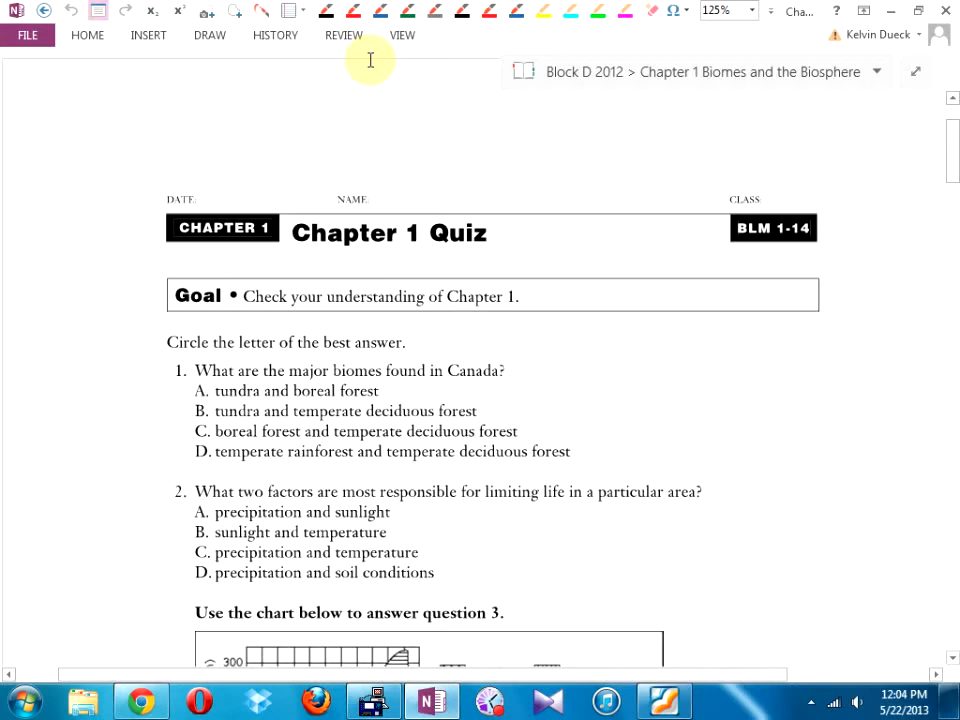 125%
Cha...
?
FILE HOME INSERT DRAW HISTORY REVIEW VIEW
Kelvin Dueck
Block D 2012 > Chapter 1 Biomes and the Biosphere
DATE: NAME: CLASS:
CHAPTER 1 Chapter 1 Quiz BLM 1-14
Goal • Check your understanding of Chapter 1.
Circle the letter of the best answer.
1. What are the major biomes found in Canada?
A. tundra and boreal forest
B. tundra and temperate deciduous forest
C. boreal forest and temperate deciduous forest
D. temperate rainforest and temperate deciduous forest
2. What two factors are most responsible for limiting life in a particular area?
A. precipitation and sunlight
B. sunlight and temperature
C. precipitation and temperature
D. precipitation and soil conditions
Use the chart below to answer question 3.
300
12:04 PM
5/22/2013